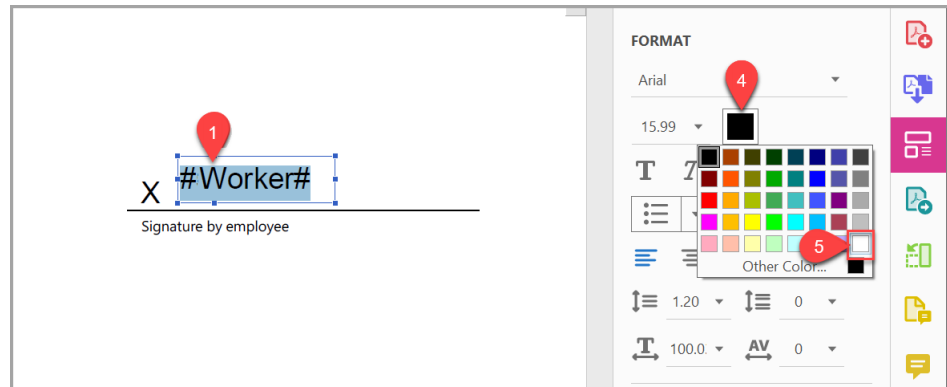 FORMAT
Arial
4
15.99
1
#Worker#
X
T T
Signature by employee
5
Other Color...
1.20 0
T 100.0. AV 0